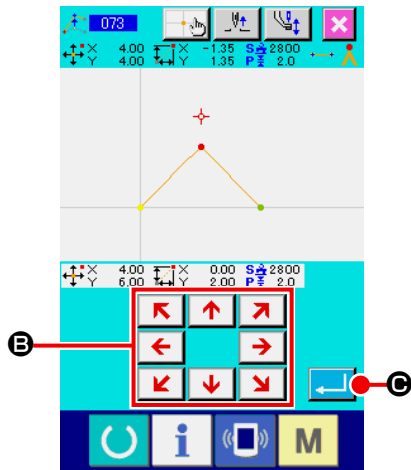 073
X 4.00 X -1.35 S 2800
Y 4.00 Y 1.35 P 2.0
X 4.00 X 0.00 S 2800
Y 6.00 Y 2.00 P 2.0
B
C
i M